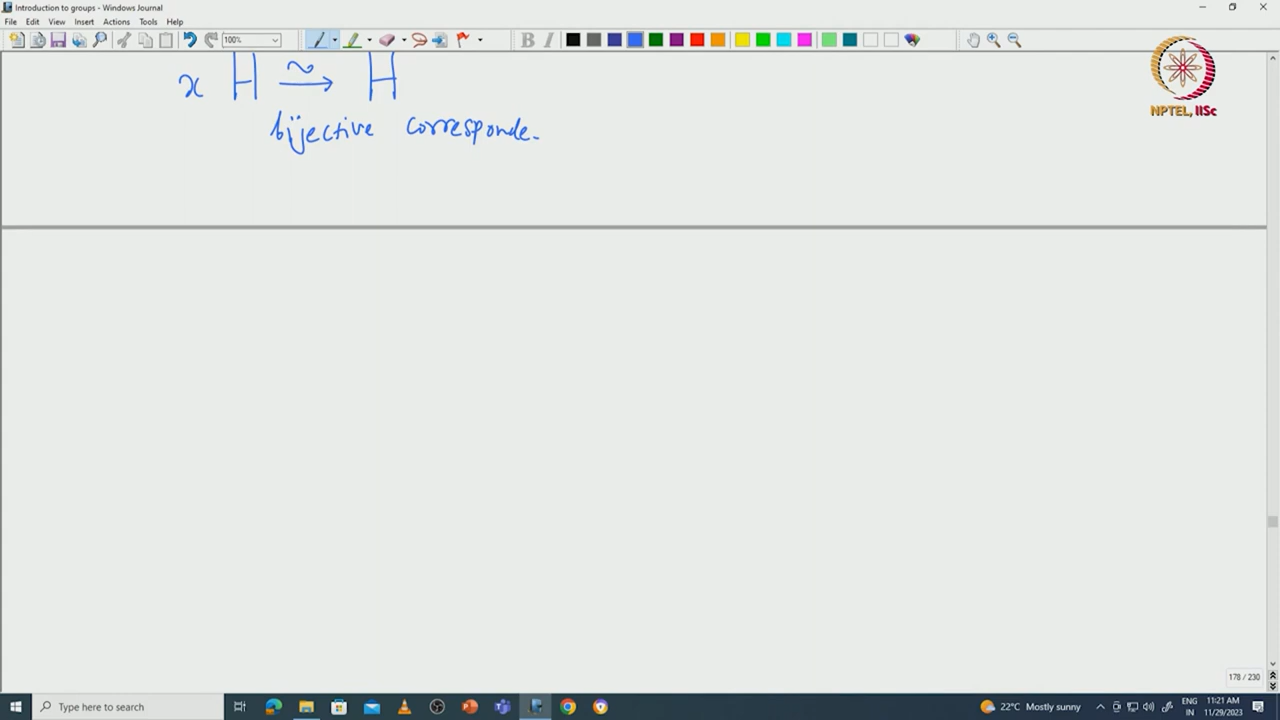 Introduction to groups - Windows Journal
File Edit View Insert Actions Tools Help
100%
x H ~→ H
bijective corresponde.
NPTEL, IISc
178 / 230
Type here to search
22°C Mostly sunny
ENG
IN
11:21 AM
11/29/2023